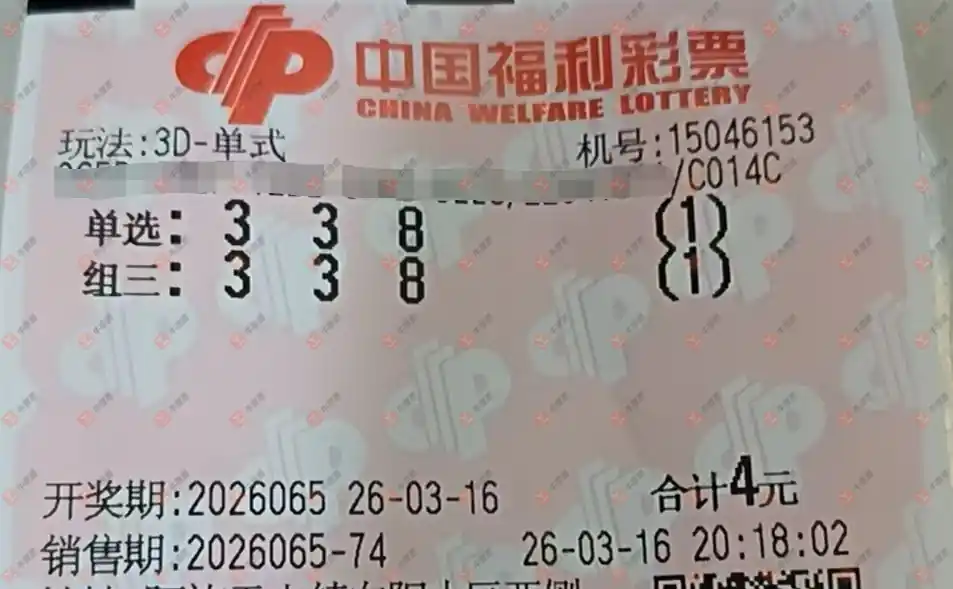 中国福利彩票
CHINA WELFARE LOTTERY
玩法:3D-单式 机号:15046153
/C014C
单选: 3 3 8 (1)
组三: 3 3 8 (1)
开奖期:2026065 26-03-16 合计4元
销售期:2026065-74 26-03-16 20:18:02